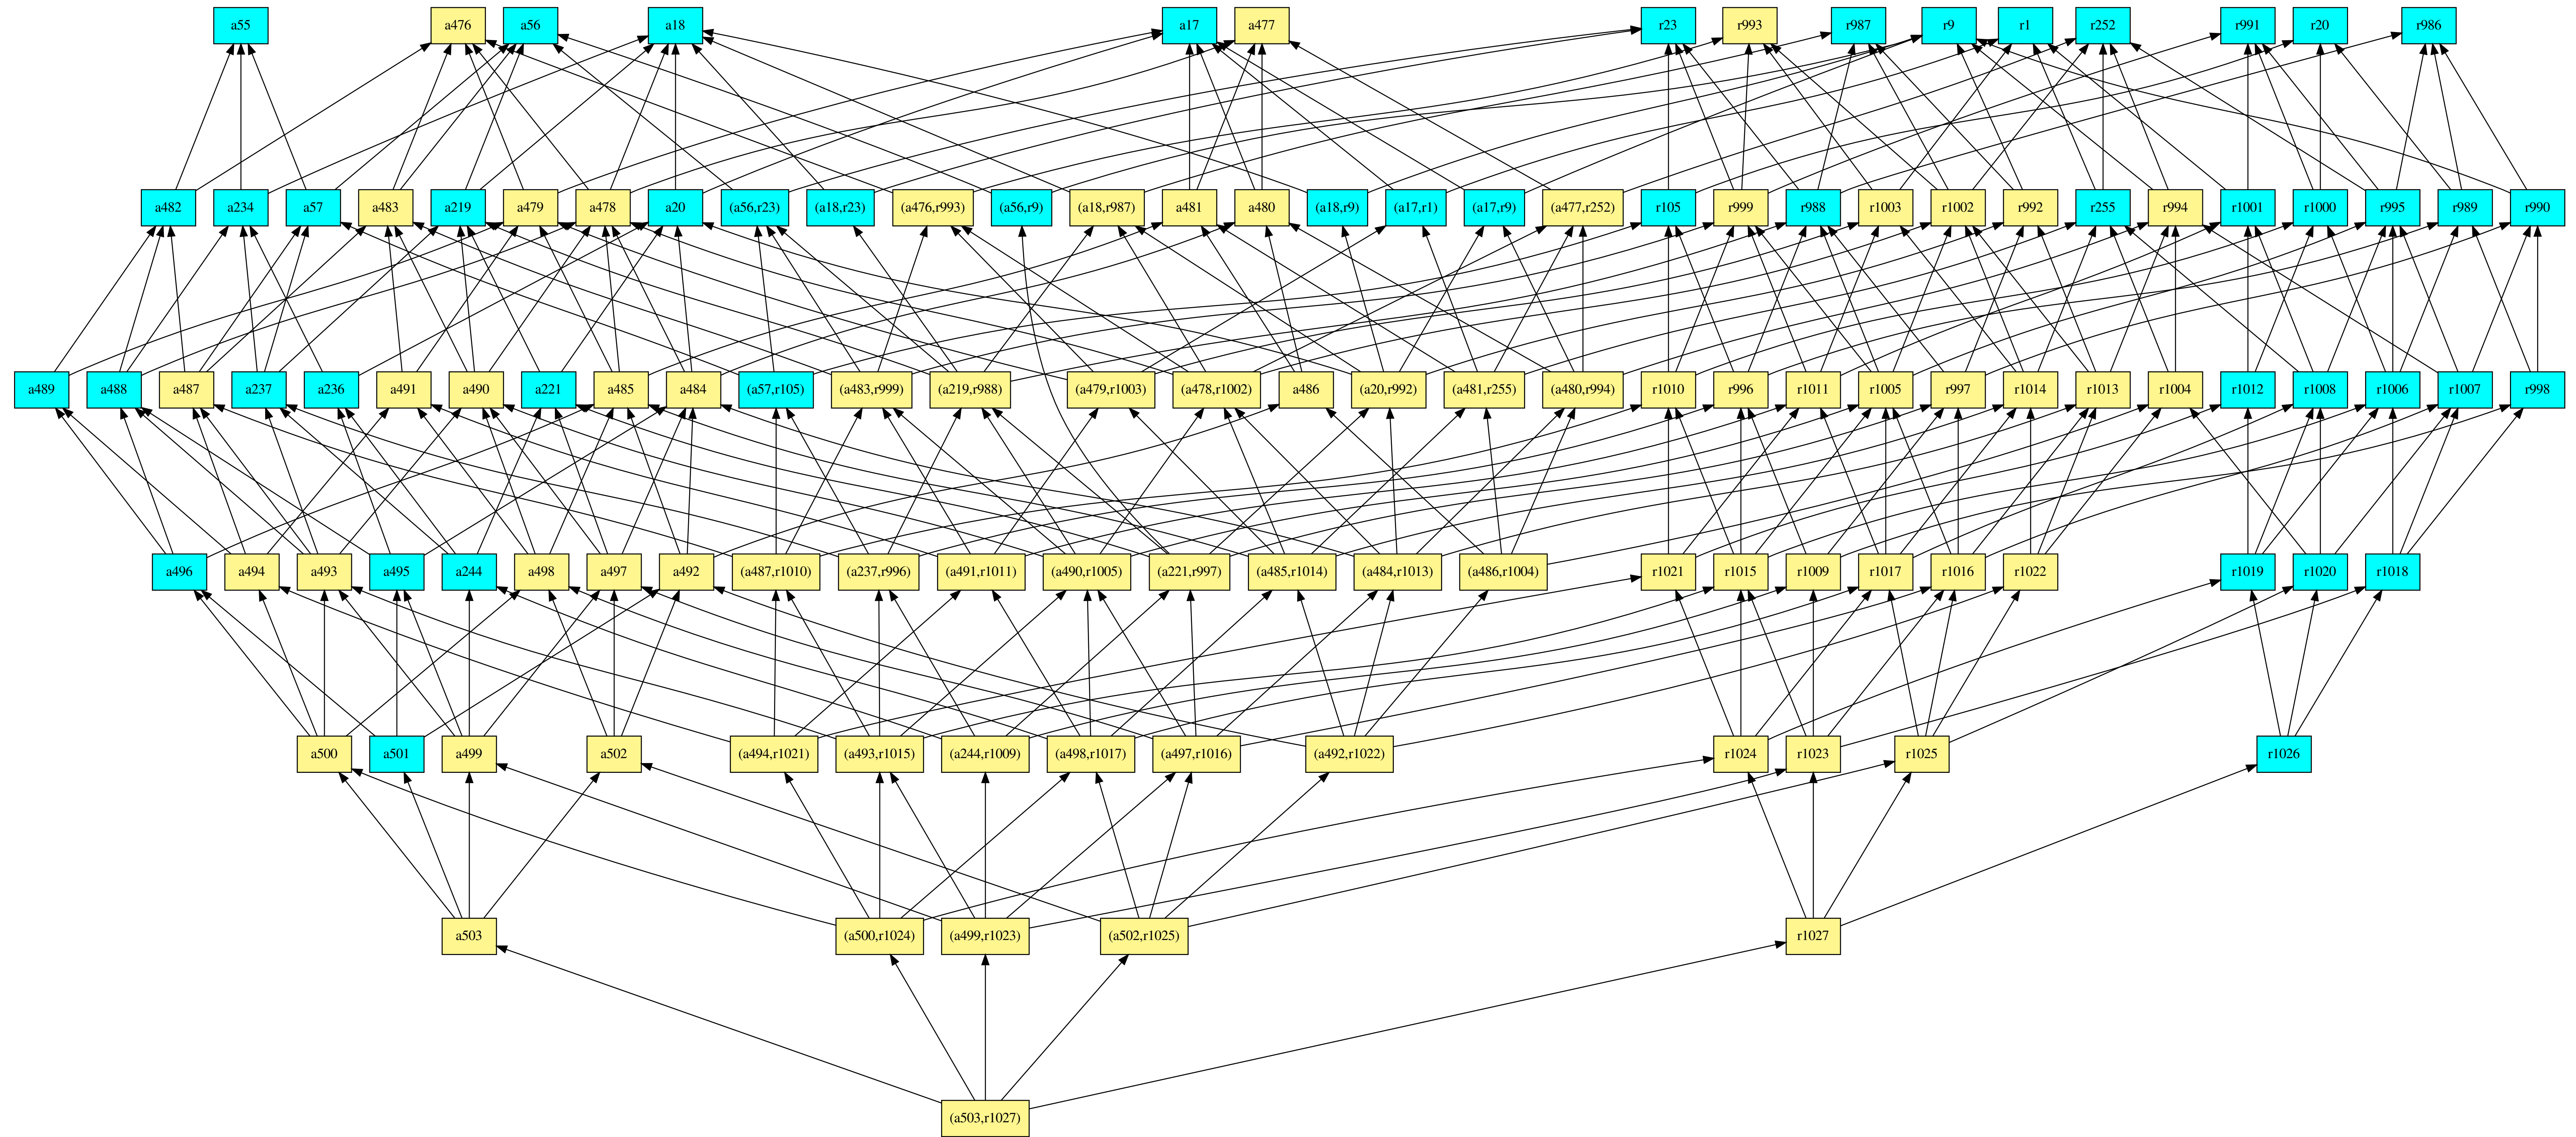 a55
a476
a56
a18
a17
a477
r23
r993
r987
r9
r1
r252
r991
r20
r986
a482
a234
a57
a483
a219
a479
a478
a20
(a56,r23)
(a18,r23)
(a476,r993)
(a56,r9)
(a18,r987)
a481
a480
(a18,r9)
(a17,r1)
(a17,r9)
(a477,r252)
r105
r999
r988
r1003
r1002
r992
r255
r994
r1001
r1000
r995
r989
r990
a489
a488
a487
a237
a236
a491
a490
a221
a485
a484
(a57,r105)
(a483,r999)
(a219,r988)
(a479,r1003)
(a478,r1002)
a486
(a20,r992)
(a481,r255)
(a480,r994)
r1010
r996
r1011
r1005
r997
r1014
r1013
r1004
r1012
r1008
r1006
r1007
r998
a496
a494
a493
a495
a244
a498
a497
a492
(a487,r1010)
(a237,r996)
(a491,r1011)
(a490,r1005)
(a221,r997)
(a485,r1014)
(a484,r1013)
(a486,r1004)
r1021
r1015
r1009
r1017
r1016
r1022
r1019
r1020
r1018
a500
a501
a499
a502
(a494,r1021)
(a493,r1015)
(a244,r1009)
(a498,r1017)
(a497,r1016)
(a492,r1022)
r1024
r1023
r1025
r1026
a503
(a500,r1024)
(a499,r1023)
(a502,r1025)
r1027
(a503,r1027)